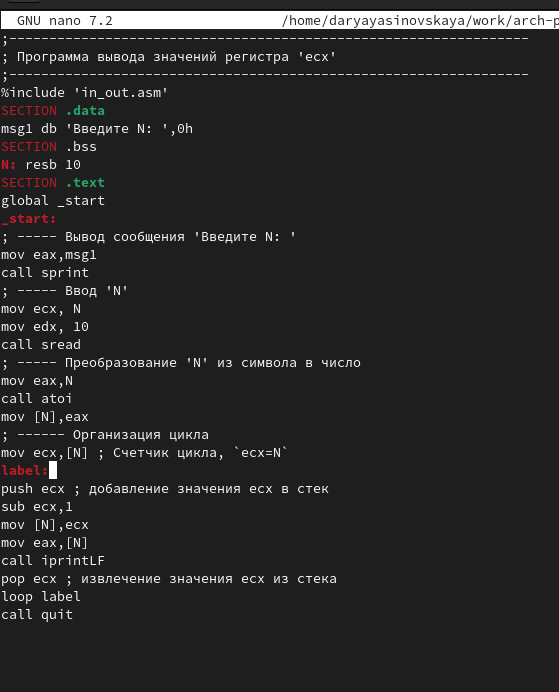 GNU nano 7.2 /home/daryayasinovskaya/work/arch-p
;-----------------------------------------------------------------
; Программа вывода значений регистра 'ecx'
;-----------------------------------------------------------------
%include 'in_out.asm'
SECTION .data
msg1 db 'Введите N: ',0h
SECTION .bss
N: resb 10
SECTION .text
global _start
_start:
; ----- Вывод сообщения 'Введите N: '
mov eax,msg1
call sprint
; ----- Ввод 'N'
mov ecx, N
mov edx, 10
call sread
; ----- Преобразование 'N' из символа в число
mov eax,N
call atoi
mov [N],eax
; ------ Организация цикла
mov ecx,[N] ; Счетчик цикла, `ecx=N`
label:
push ecx ; добавление значения ecx в стек
sub ecx,1
mov [N],ecx
mov eax,[N]
call iprintLF
pop ecx ; извлечение значения ecx из стека
loop label
call quit